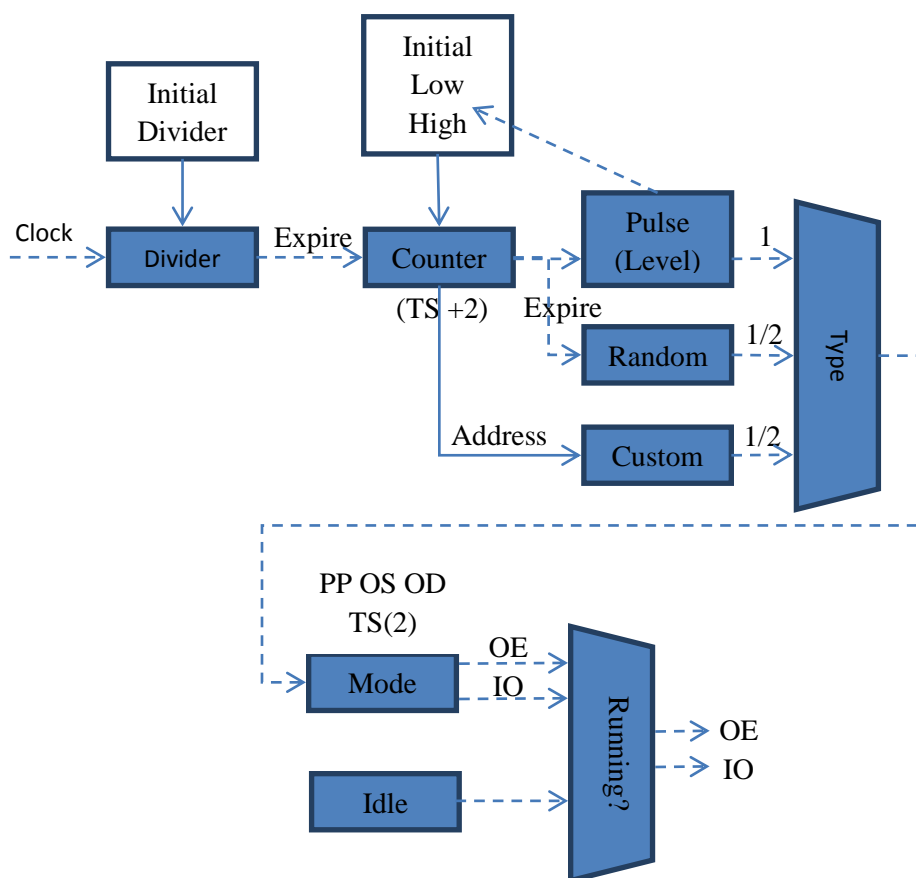 Initial
Low
High
Initial
Divider
Clock
Divider
Expire
Counter
(TS +2)
Pulse
(Level)
1
Expire
Random
1/2
Type
Address
Custom
1/2
PP OS OD
TS(2)
Mode
OE
IO
Running?
OE
IO
Idle